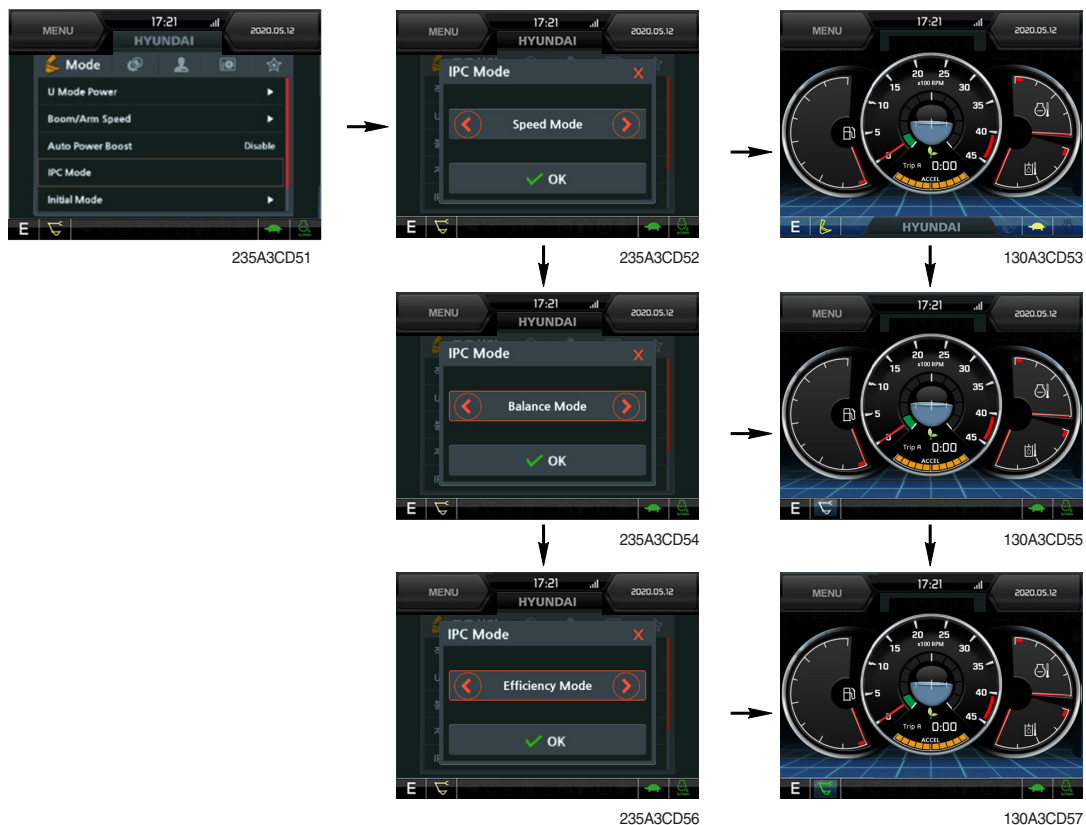 MENU
17:21
2020.05.12
HYUNDAI
Mode
U Mode Power
Boom/Arm Speed
Auto Power Boost Disable
IPC Mode
Initial Mode
E
235A3CD51
MENU
17:21
2020.05.12
HYUNDAI
IPC Mode X
Speed Mode
OK
E
235A3CD52
MENU
17:21
2020.05.12
20 25
x100 RPM
15 30
10 35
5 40
0 45
Trip A 0:00
ACCEL
E
HYUNDAI
130A3CD53
MENU
17:21
2020.05.12
HYUNDAI
IPC Mode X
Balance Mode
OK
E
235A3CD54
MENU
17:21
2020.05.12
20 25
x100 RPM
15 30
10 35
5 40
0 45
Trip A 0:00
ACCEL
E
130A3CD55
MENU
17:21
2020.05.12
HYUNDAI
IPC Mode X
Efficiency Mode
OK
E
235A3CD56
MENU
17:21
2020.05.12
20 25
x100 RPM
15 30
10 35
5 40
0 45
Trip A 0:00
ACCEL
E
130A3CD57